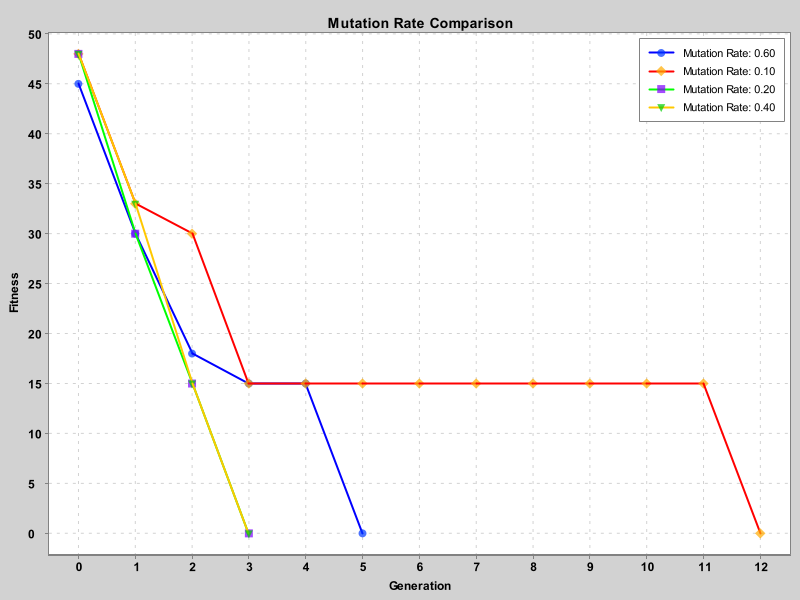 Mutation Rate Comparison
Mutation Rate: 0.60
Mutation Rate: 0.10
Mutation Rate: 0.20
Mutation Rate: 0.40
Fitness
50
45
40
35
30
25
20
15
10
5
0
0 1 2 3 4 5 6 7 8 9 10 11 12
Generation